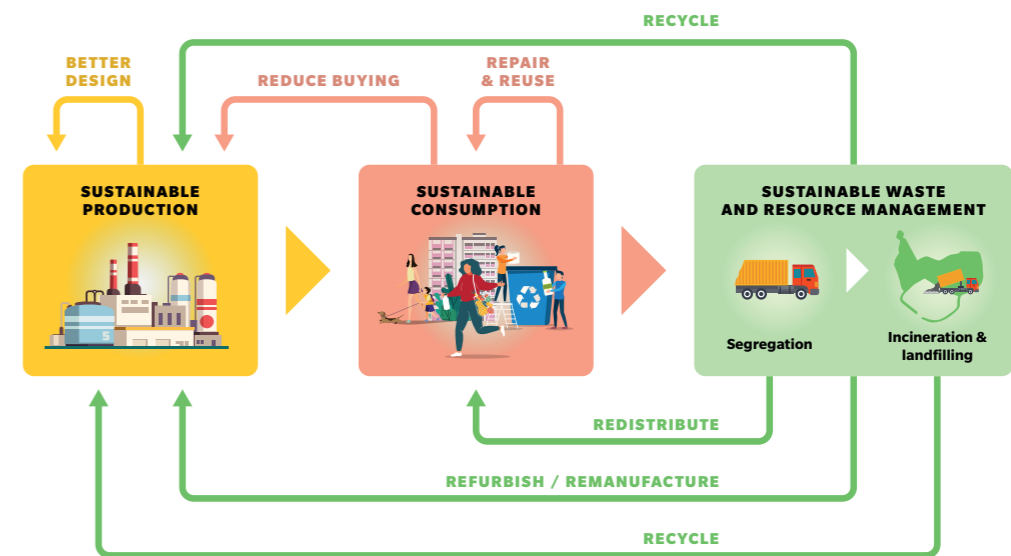 RECYCLE
BETTER
DESIGN
REDUCE BUYING
REPAIR
& REUSE
SUSTAINABLE
PRODUCTION
SUSTAINABLE
CONSUMPTION
SUSTAINABLE WASTE
AND RESOURCE MANAGEMENT
5
Segregation
Incineration &
landfilling
REDISTRIBUTE
REFURBISH / REMANUFACTURE
RECYCLE